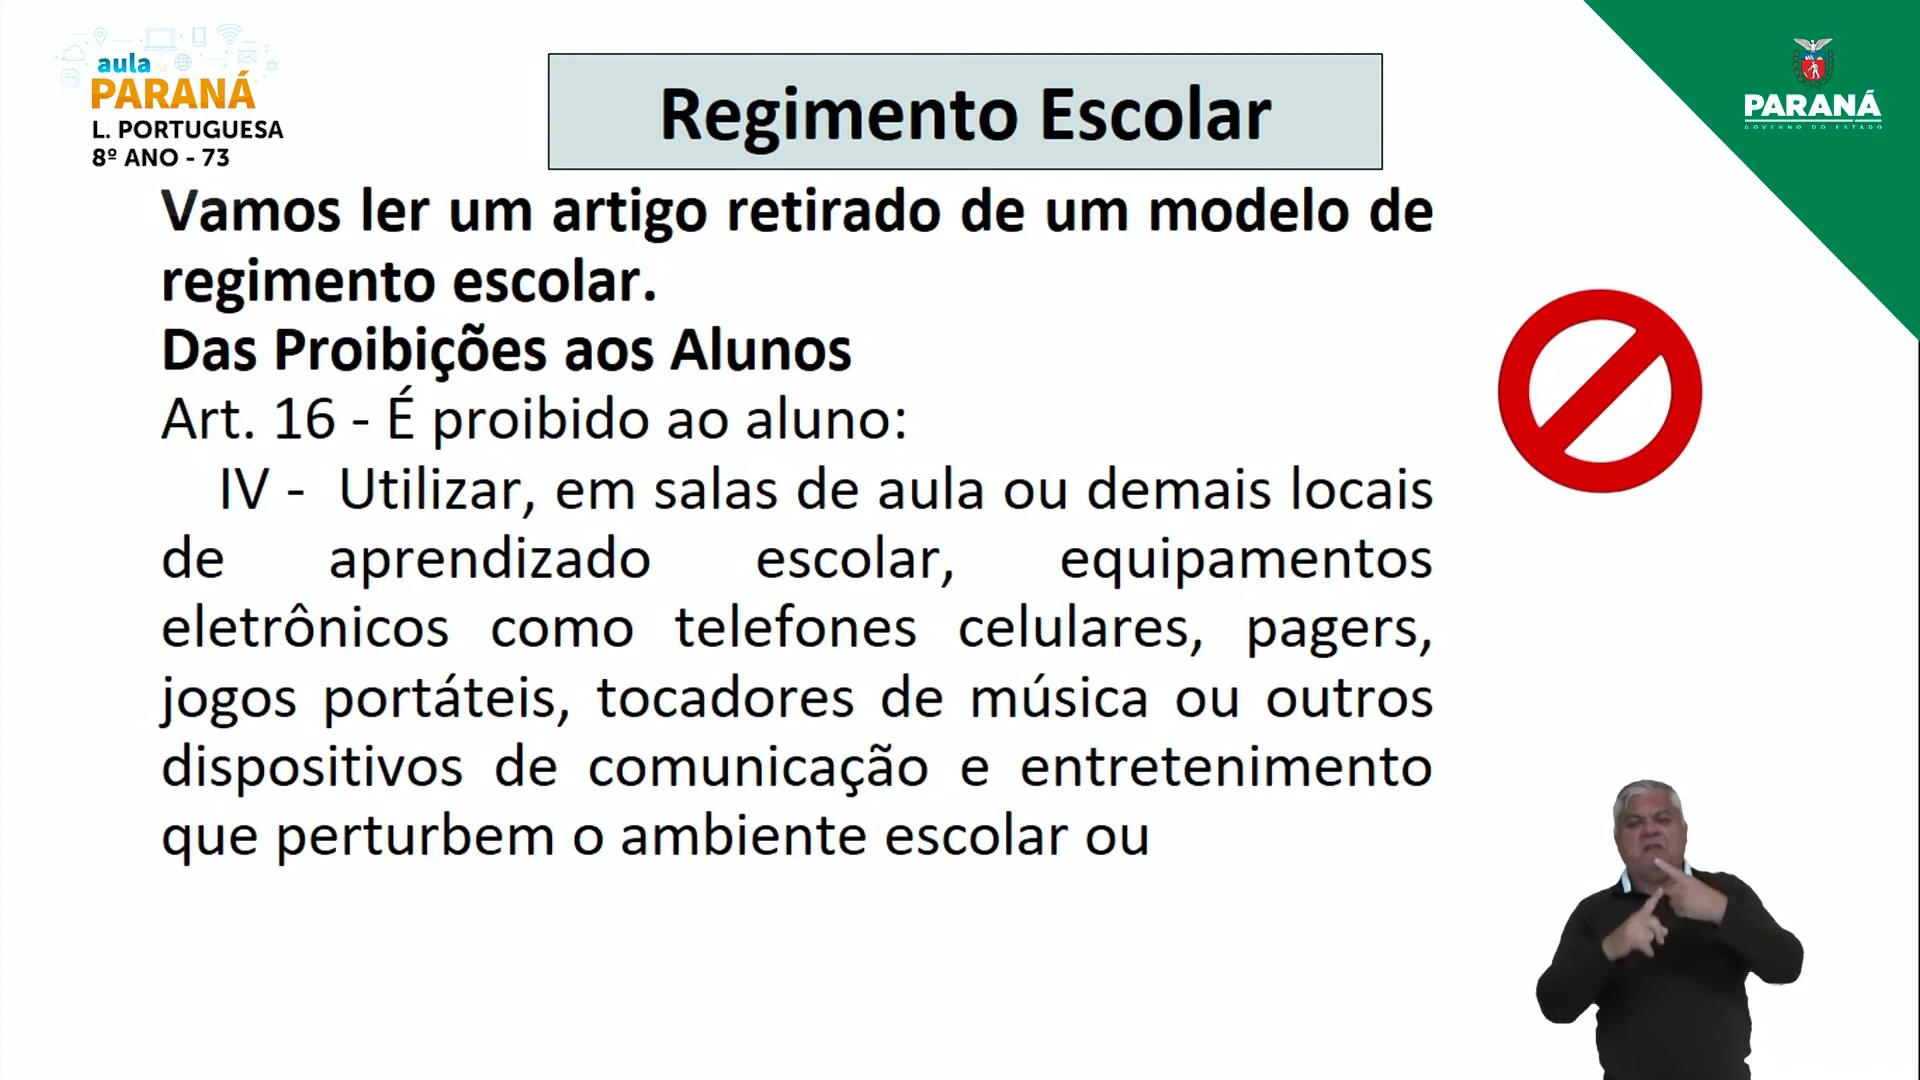 aula
PARANÁ
L. PORTUGUESA
8º ANO - 73
Regimento Escolar
PARANÁ
GOVERNO DO ESTADO
Vamos ler um artigo retirado de um modelo de
regimento escolar.
Das Proibições aos Alunos
Art. 16 - É proibido ao aluno:
IV - Utilizar, em salas de aula ou demais locais
de aprendizado escolar, equipamentos
eletrônicos como telefones celulares, pagers,
jogos portáteis, tocadores de música ou outros
dispositivos de comunicação e entretenimento
que perturbem o ambiente escolar ou